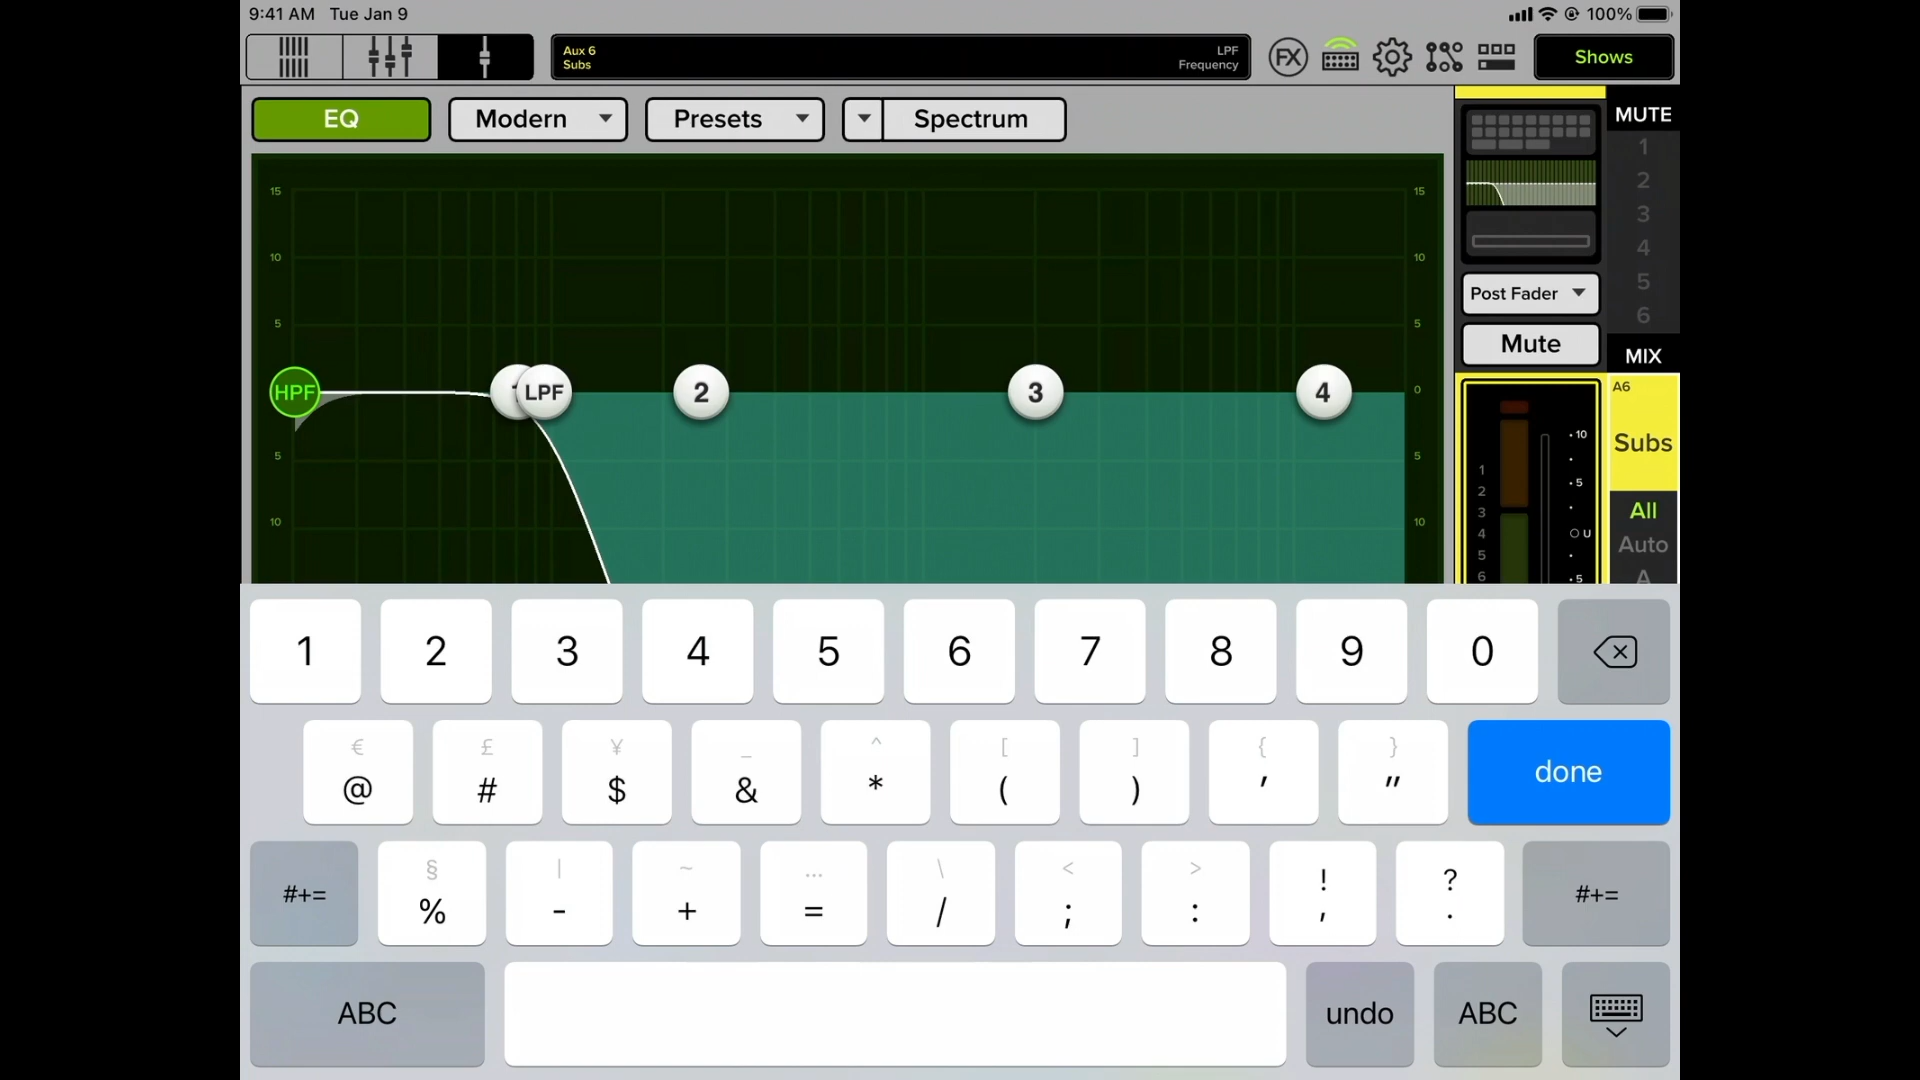 9:41 AM Tue Jan 9
100%
Aux 6
Subs
LPF
Frequency
FX
Shows
EQ
Modern
Presets
Spectrum
MUTE
1
2
3
4
5
6
15
15
10
10
5
5
HPF
LPF
2
3
4
0
5
5
10
10
Post Fader
Mute
MIX
A6
Subs
All
Auto
A
10
5
U
5
1
2
3
4
5
6
1 2 3 4 5 6 7 8 9 0
€ £ ¥ _ ^ [ ] { }
@ # $ & * ( ) ' "
done
#+= § | ~ … \ < > ! ? #+=
% - + = / ; : , .
ABC undo ABC